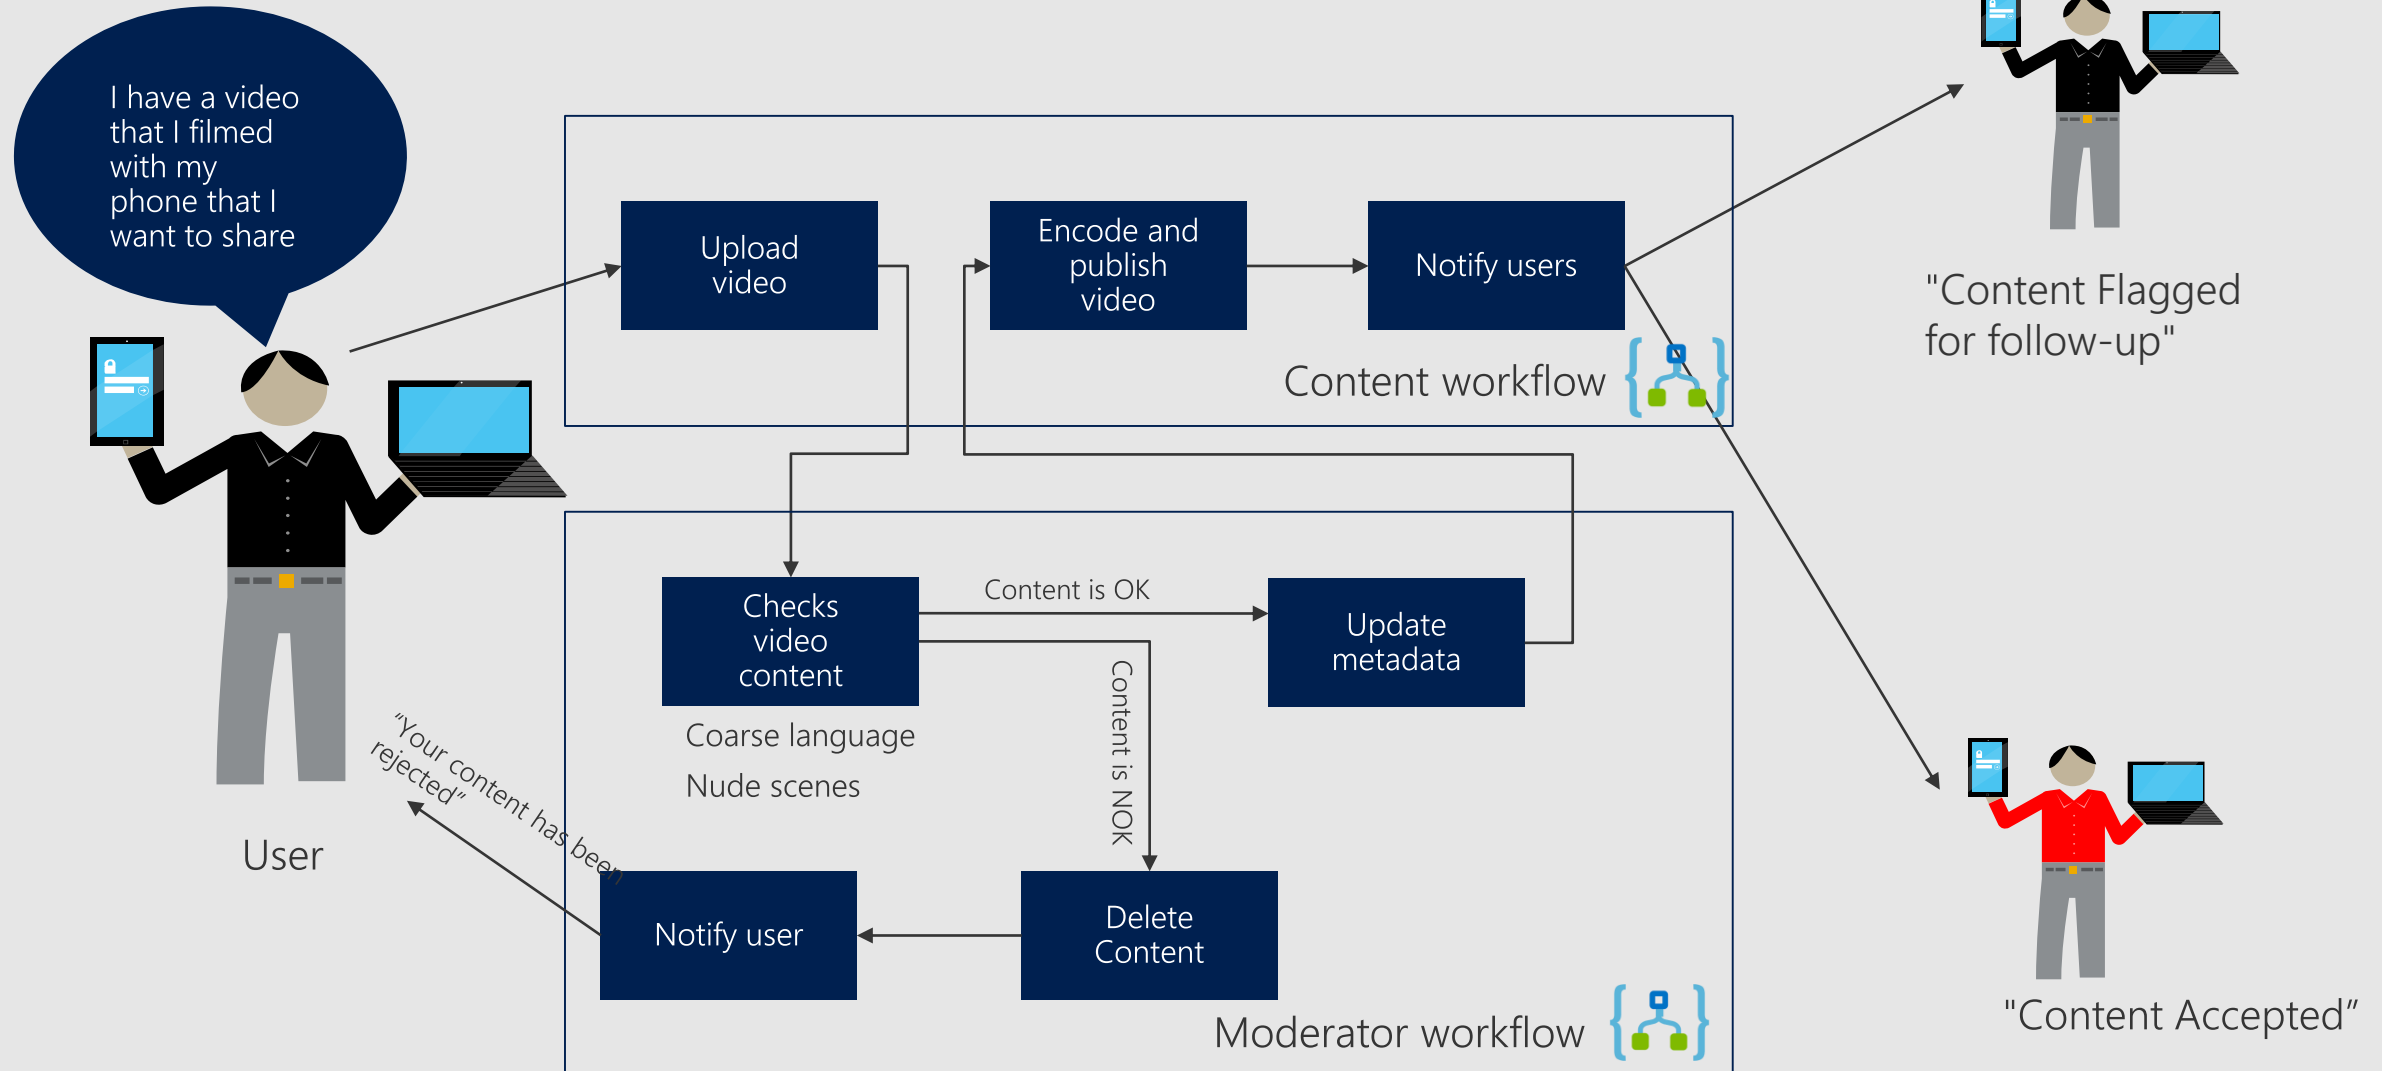 I have a video
that I filmed
with my
phone that I
want to share
Upload
video
Encode and
publish
video
Notify users
Content workflow
"Content Flagged
for follow-up"
Checks
video
content
Content is OK
Update
metadata
Content is NOK
Coarse language
Nude scenes
“Your content has been
rejected”
User
Notify user
Delete
Content
Moderator workflow
"Content Accepted”